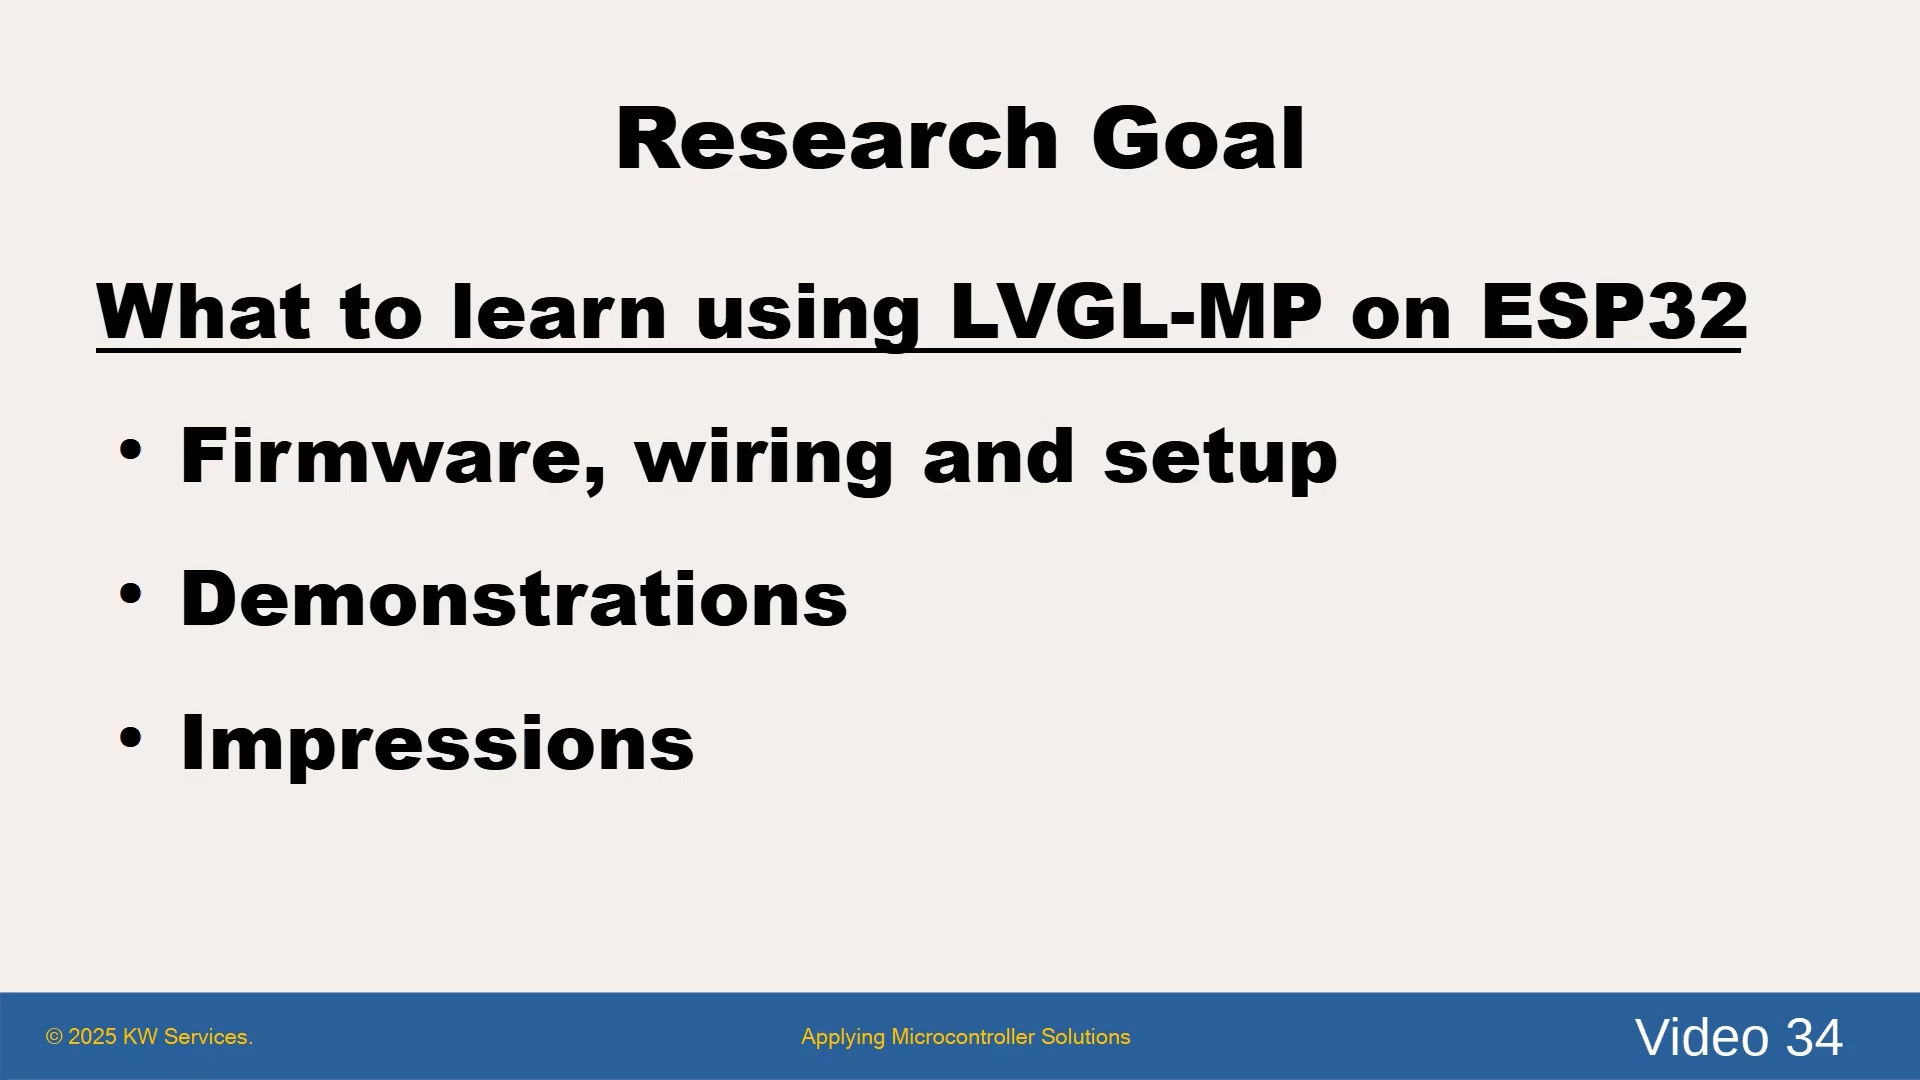 Research Goal
What to learn using LVGL-MP on ESP32
• Firmware, wiring and setup
• Demonstrations
• Impressions
© 2025 KW Services.
Applying Microcontroller Solutions
Video 34